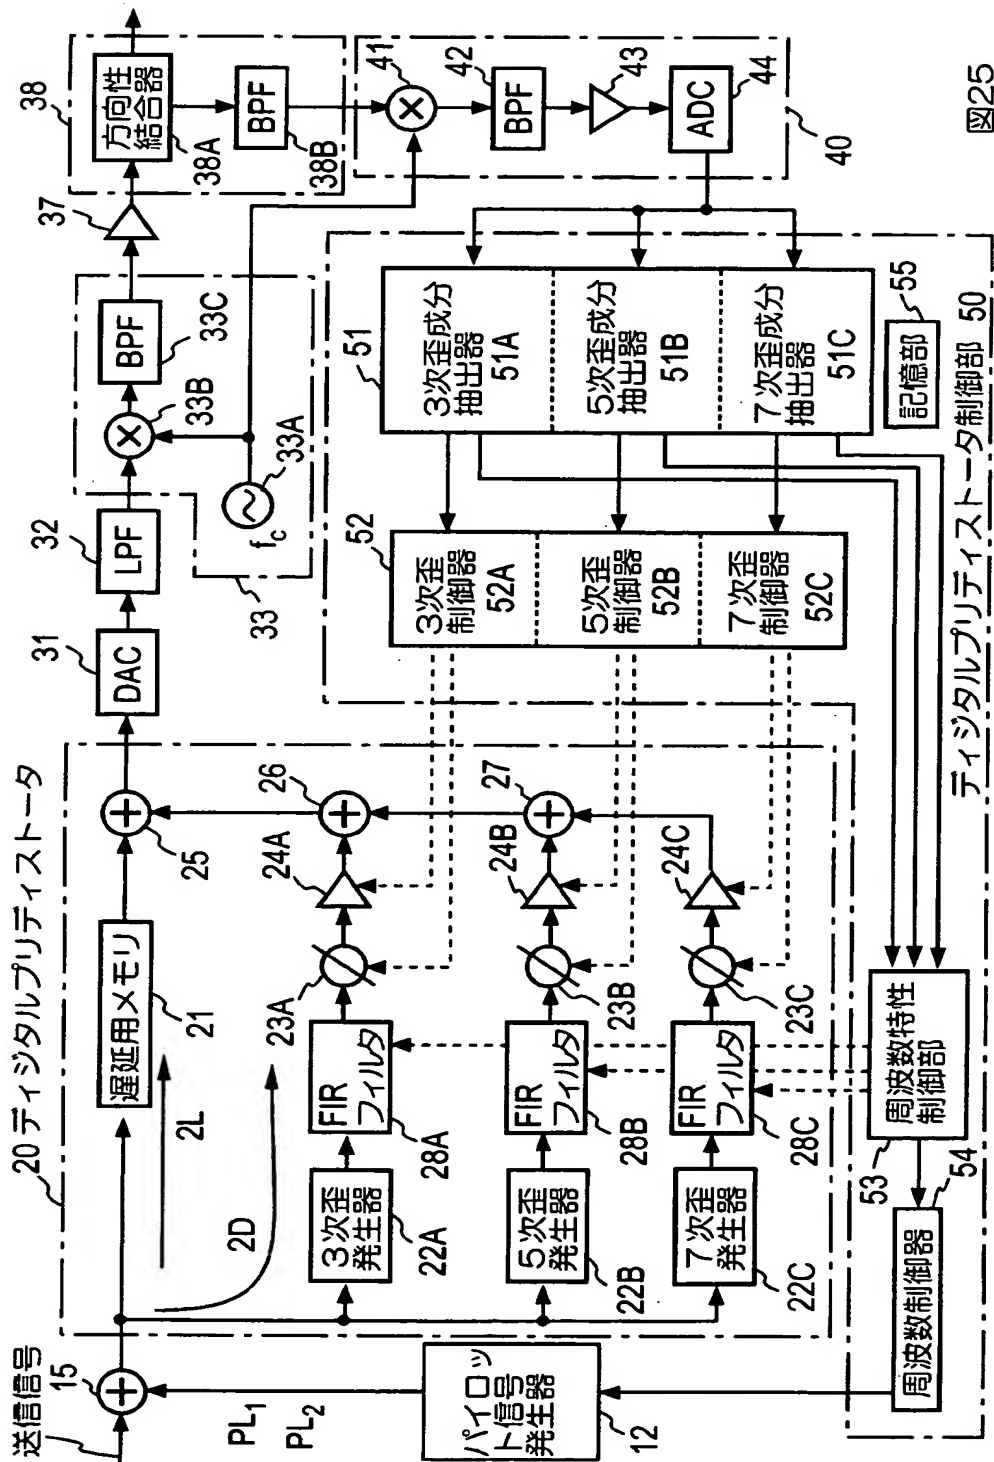 送信信号
15
PL₁
PL₂
パイロッ
ト信号
発生器
12
20 ディジタルプリディストータ
遅延用メモリ
21
2L
2D
25
3次歪
発生器
22A
FIR
フィルタ
28A
23A
24A
26
5次歪
発生器
22B
FIR
フィルタ
28B
23B
24B
27
7次歪
発生器
22C
FIR
フィルタ
28C
23C
24C
DAC
31
LPF
32
33
33A
fc
33B
BPF
33C
37
38
方向性
結合器
38A
BPF
38B
40
41
BPF
42
43
ADC
44
51
3次歪成分
抽出器
51A
5次歪成分
抽出器
51B
7次歪成分
抽出器
51C
52
3次歪
制御器
52A
5次歪
制御器
52B
7次歪
制御器
52C
記憶部
55
周波数特性
制御部
53
周波数制御器
54
ディジタルプリディストータ制御部 50
図25